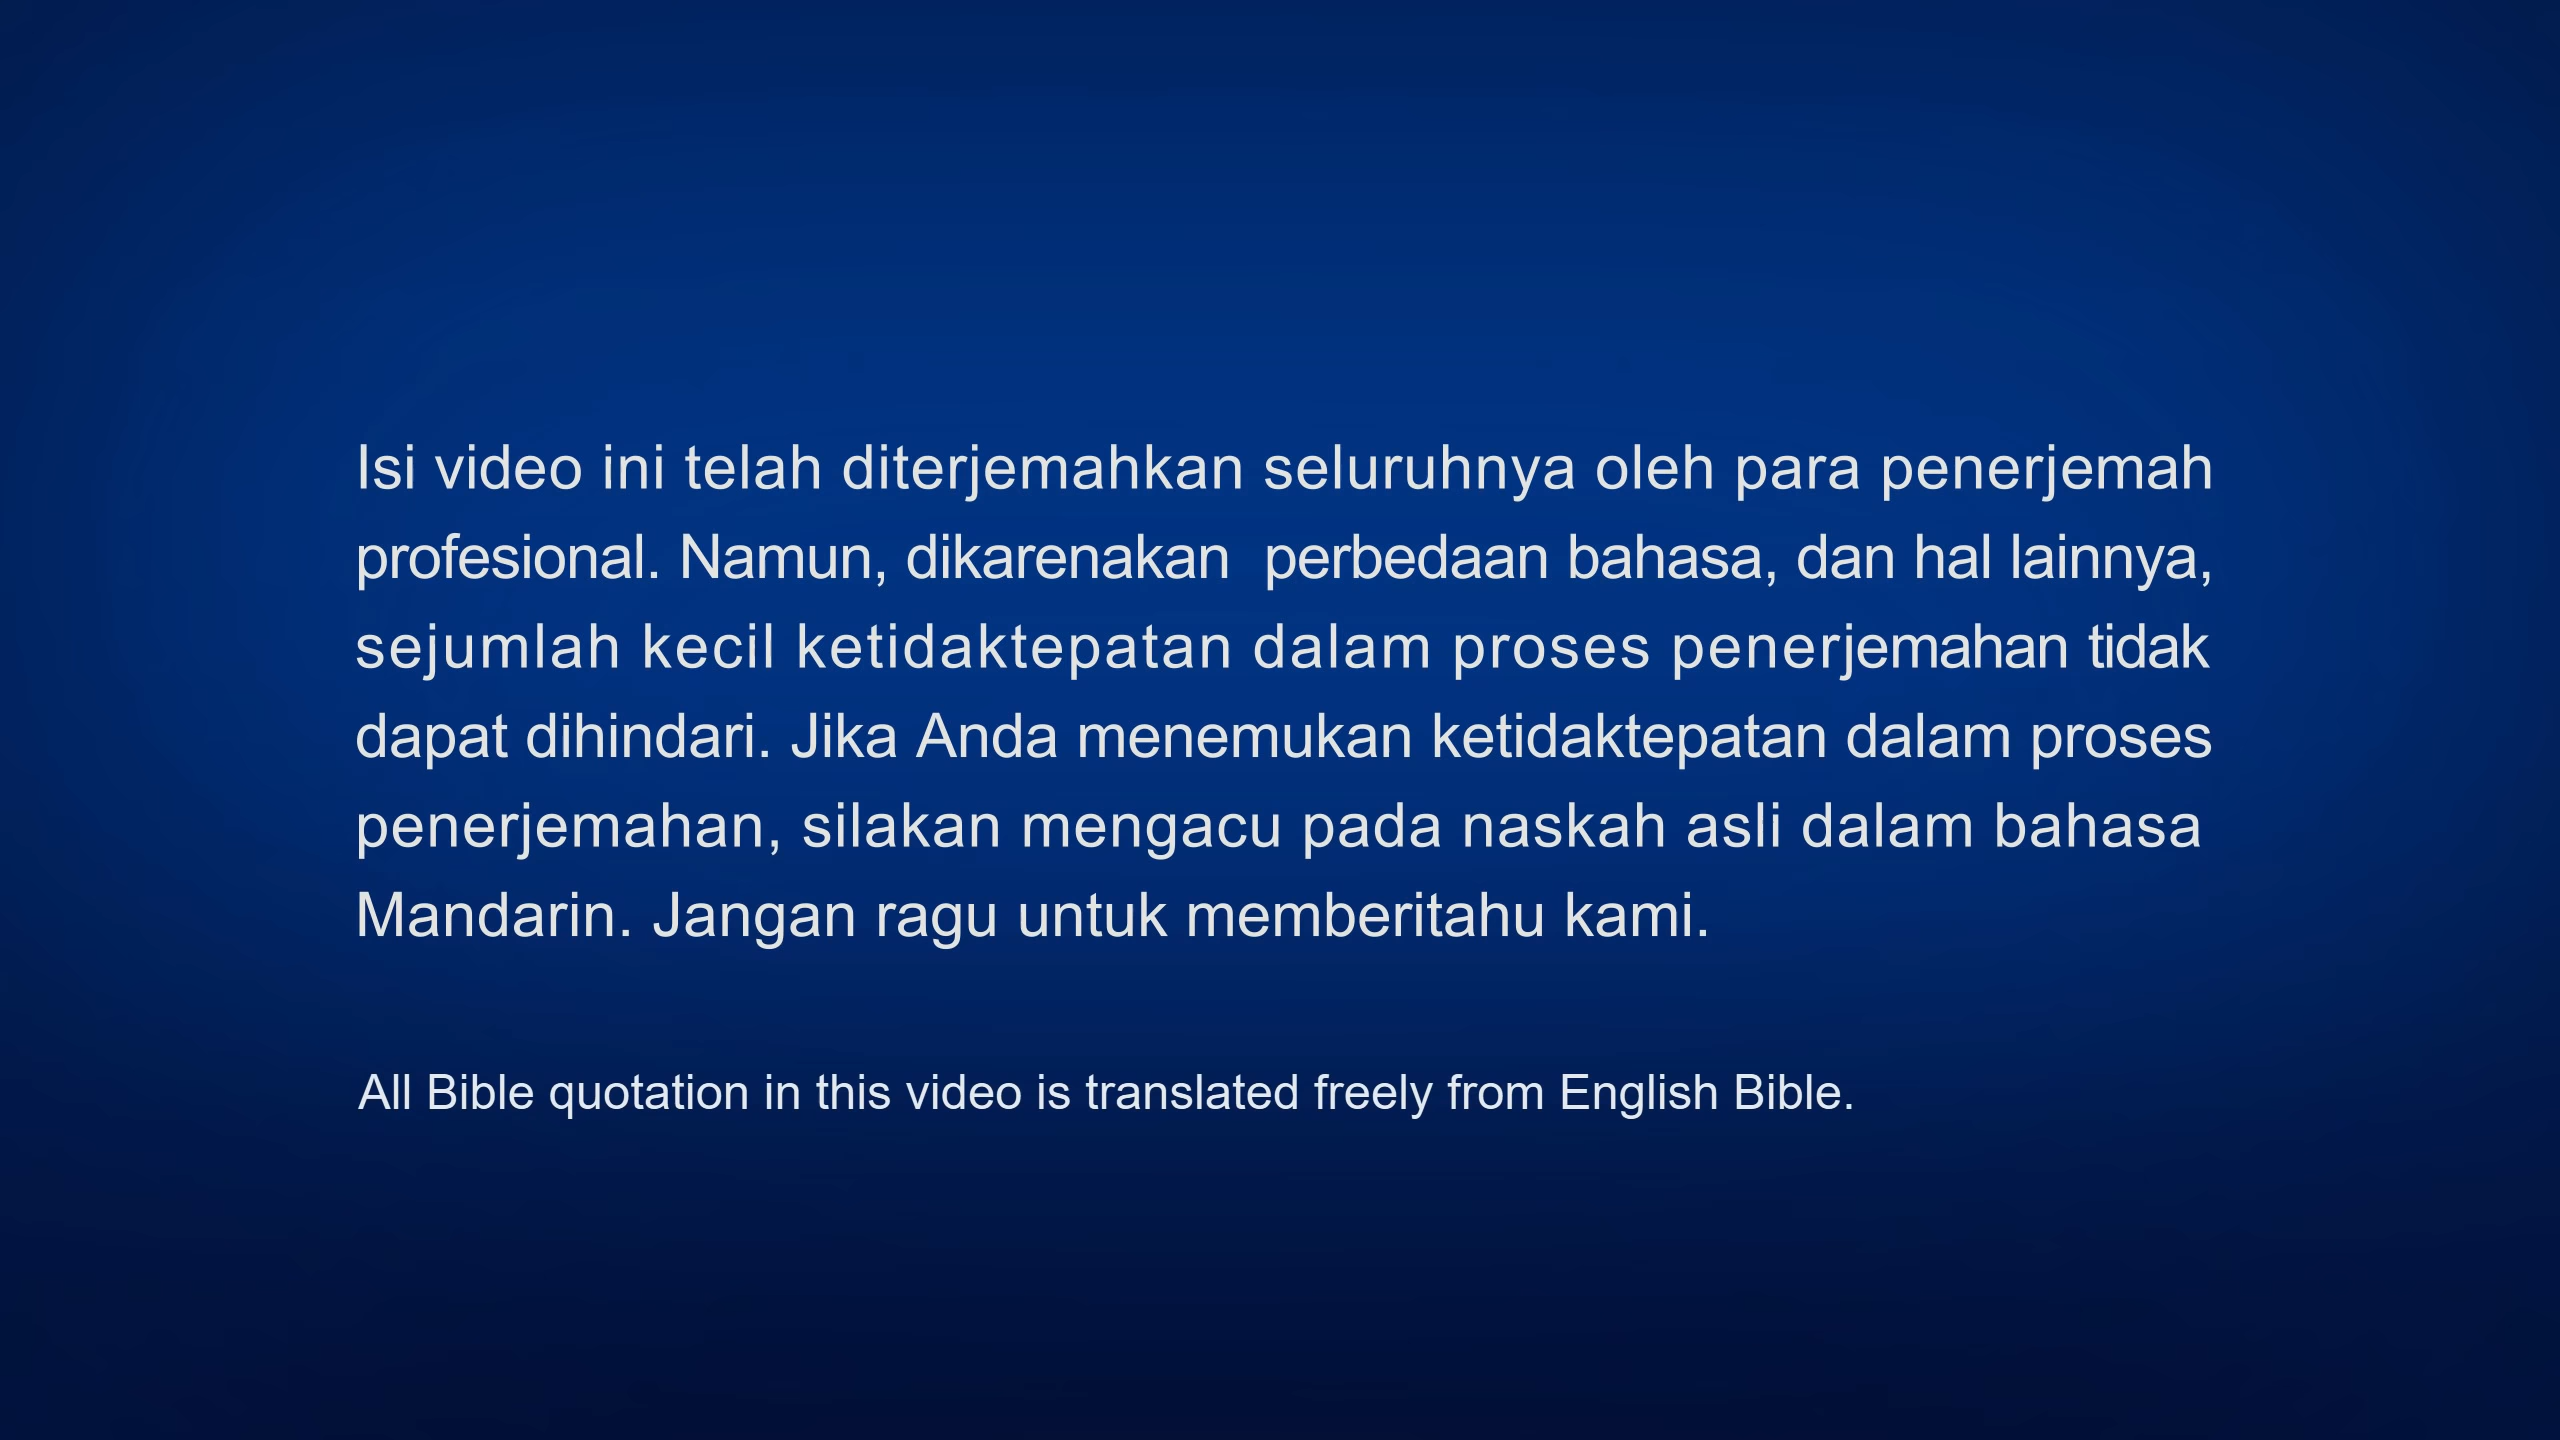 Isi video ini telah diterjemahkan seluruhnya oleh para penerjemah
profesional. Namun, dikarenakan  perbedaan bahasa, dan hal lainnya,
sejumlah kecil ketidaktepatan dalam proses penerjemahan tidak
dapat dihindari. Jika Anda menemukan ketidaktepatan dalam proses
penerjemahan, silakan mengacu pada naskah asli dalam bahasa
Mandarin. Jangan ragu untuk memberitahu kami.
All Bible quotation in this video is translated freely from English Bible.